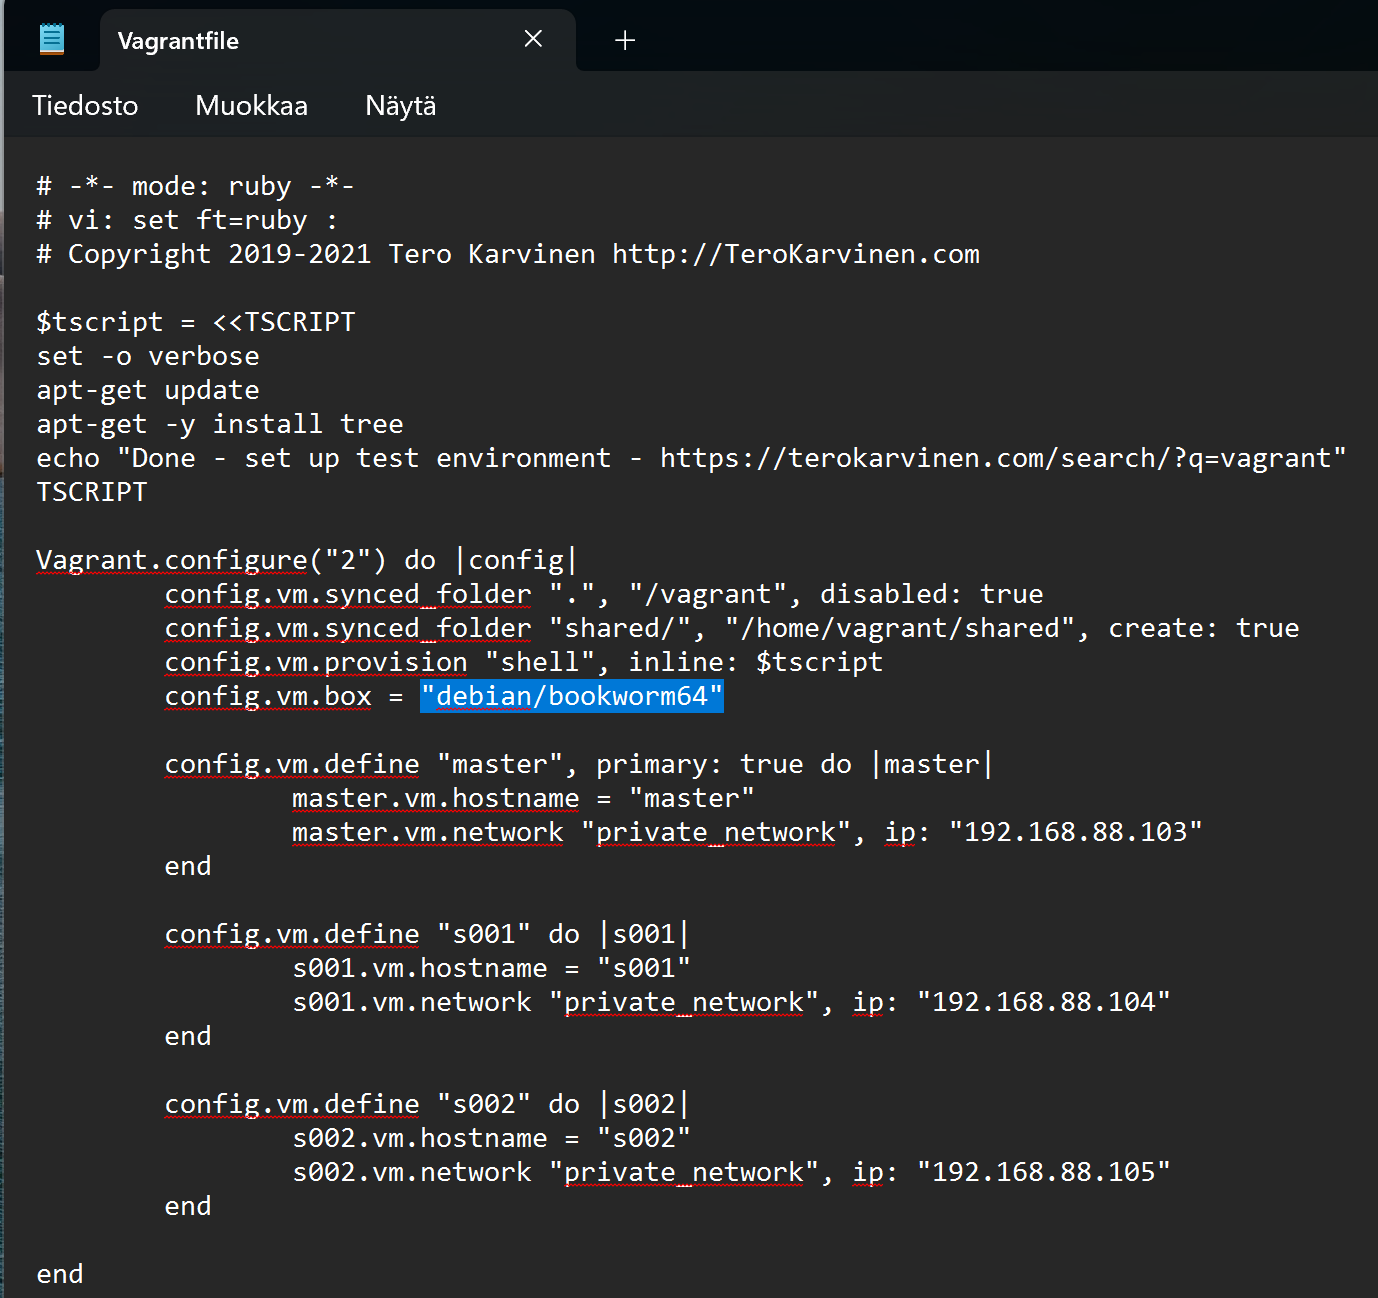 Vagrantfile
Tiedosto Muokkaa Näytä
# -*- mode: ruby -*-
# vi: set ft=ruby :
# Copyright 2019-2021 Tero Karvinen http://TeroKarvinen.com

$tscript = <<TSCRIPT
set -o verbose
apt-get update
apt-get -y install tree
echo "Done - set up test environment - https://terokarvinen.com/search/?q=vagrant"
TSCRIPT

Vagrant.configure("2") do |config|
	config.vm.synced_folder ".", "/vagrant", disabled: true
	config.vm.synced_folder "shared/", "/home/vagrant/shared", create: true
	config.vm.provision "shell", inline: $tscript
	config.vm.box = "debian/bookworm64"

	config.vm.define "master", primary: true do |master|
		master.vm.hostname = "master"
		master.vm.network "private_network", ip: "192.168.88.103"
	end

	config.vm.define "s001" do |s001|
		s001.vm.hostname = "s001"
		s001.vm.network "private_network", ip: "192.168.88.104"
	end

	config.vm.define "s002" do |s002|
		s002.vm.hostname = "s002"
		s002.vm.network "private_network", ip: "192.168.88.105"
	end

end